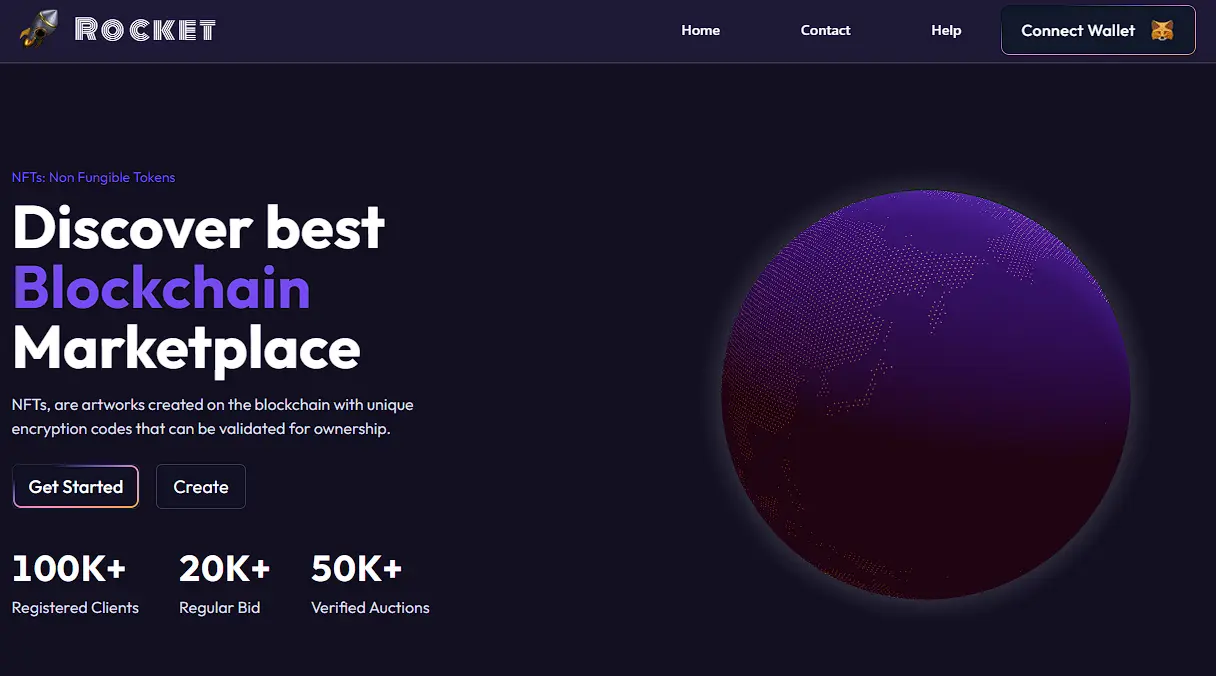 Rocket
Home
Contact
Help
Connect Wallet
NFTs: Non Fungible Tokens
Discover best
Blockchain
Marketplace
NFTs, are artworks created on the blockchain with unique
encryption codes that can be validated for ownership.
Get Started
Create
100K+
20K+
50K+
Registered Clients
Regular Bid
Verified Auctions